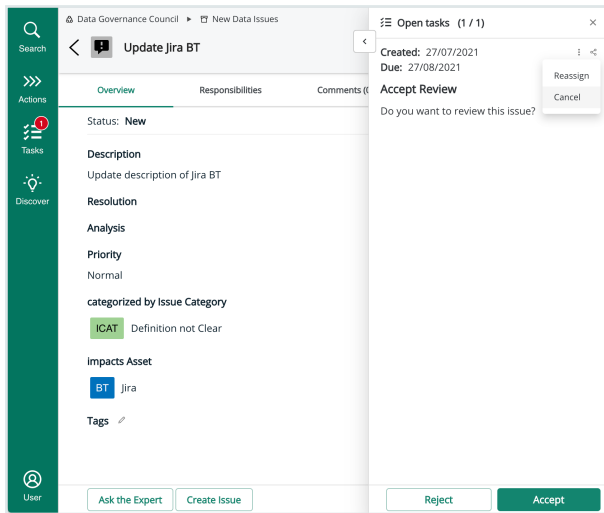 Search
Actions
1
Tasks
Discover
User
Data Governance Council ▸ New Data Issues
Update Jira BT
Overview Responsibilities Comments (0
Status: New
Description
Update description of Jira BT
Resolution
Analysis
Priority
Normal
categorized by Issue Category
ICAT Definition not Clear
impacts Asset
BT Jira
Tags
Ask the Expert Create Issue
Open tasks (1 / 1)
Created: 27/07/2021
Due: 27/08/2021
Reassign
Cancel
Accept Review
Do you want to review this issue?
Reject Accept